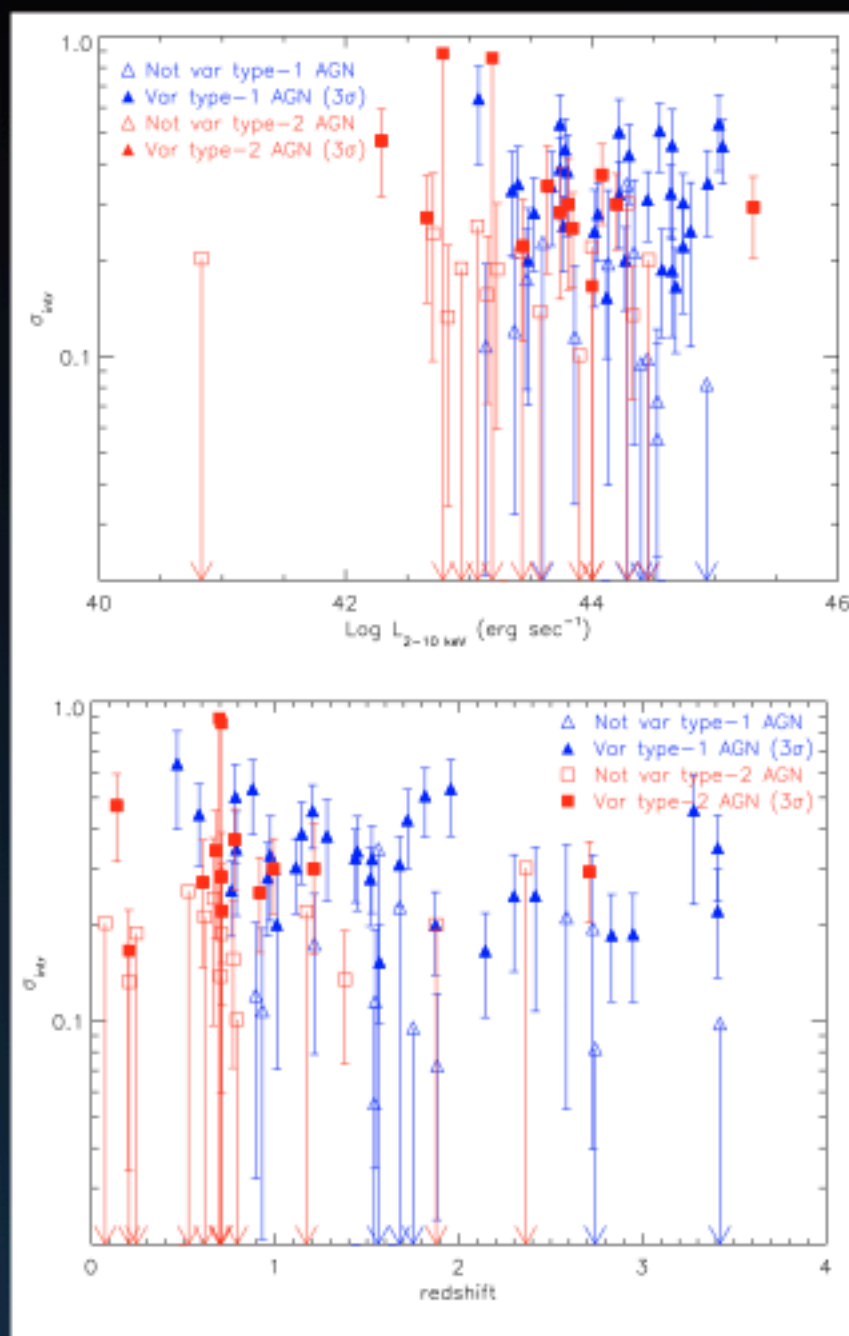 1.0
△ Not var type-1 AGN
▲ Var type-1 AGN (3σ)
△ Not var type-2 AGN
▲ Var type-2 AGN (3σ)
σintr
0.1
40 42 44 46
Log L2-10 keV (erg sec⁻¹)
1.0
△ Not var type-1 AGN
▲ Var type-1 AGN (3σ)
□ Not var type-2 AGN
■ Var type-2 AGN (3σ)
σintr
0.1
0 1 2 3 4
redshift